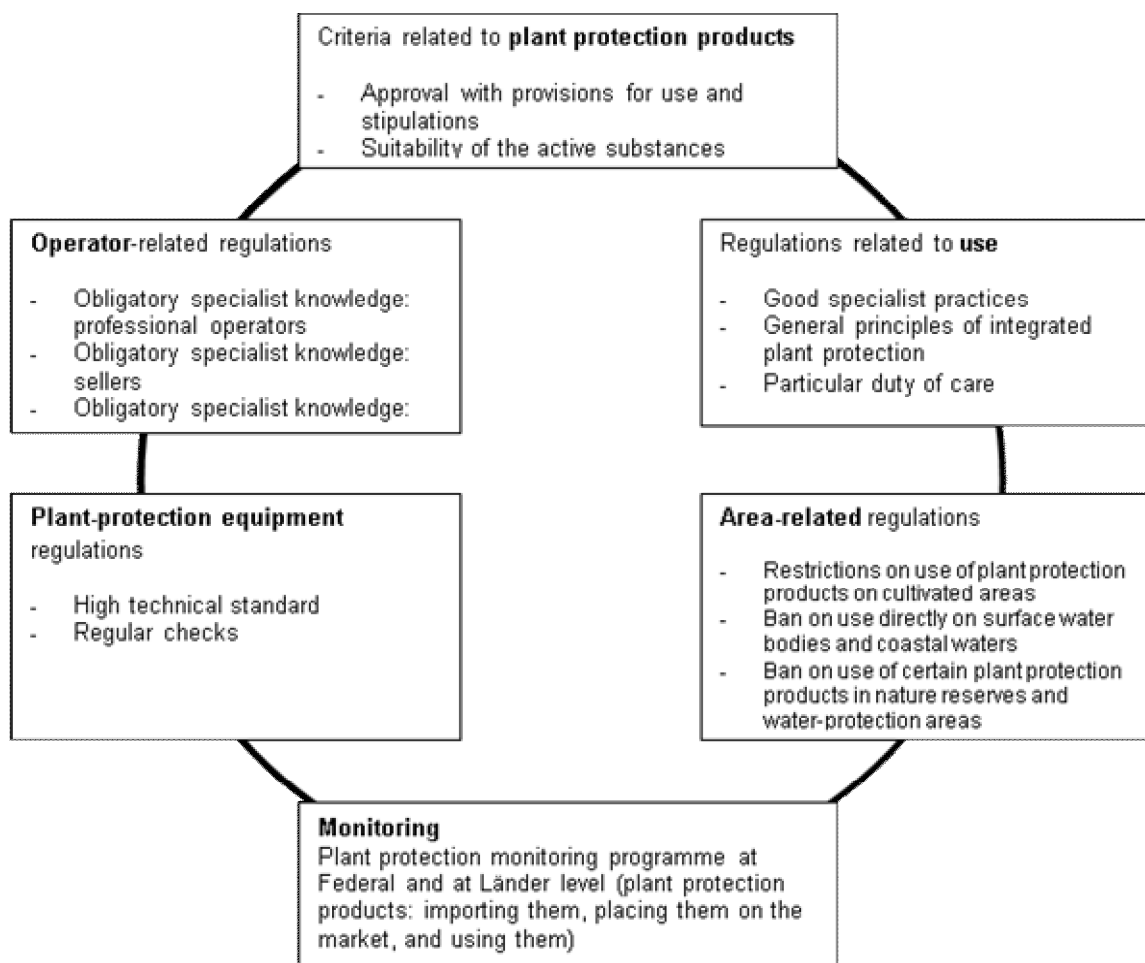 Criteria related to plant protection products
- Approval with provisions for use and
stipulations
- Suitability of the active substances
Operator-related regulations
- Obligatory specialist knowledge:
professional operators
- Obligatory specialist knowledge:
sellers
- Obligatory specialist knowledge:
Regulations related to use
- Good specialist practices
- General principles of integrated
plant protection
- Particular duty of care
Plant-protection equipment
regulations
- High technical standard
- Regular checks
Area-related regulations
- Restrictions on use of plant protection
products on cultivated areas
- Ban on use directly on surface water
bodies and coastal waters
- Ban on use of certain plant protection
products in nature reserves and
water-protection areas
Monitoring
Plant protection monitoring programme at
Federal and at Länder level (plant protection
products: importing them, placing them on the
market, and using them)